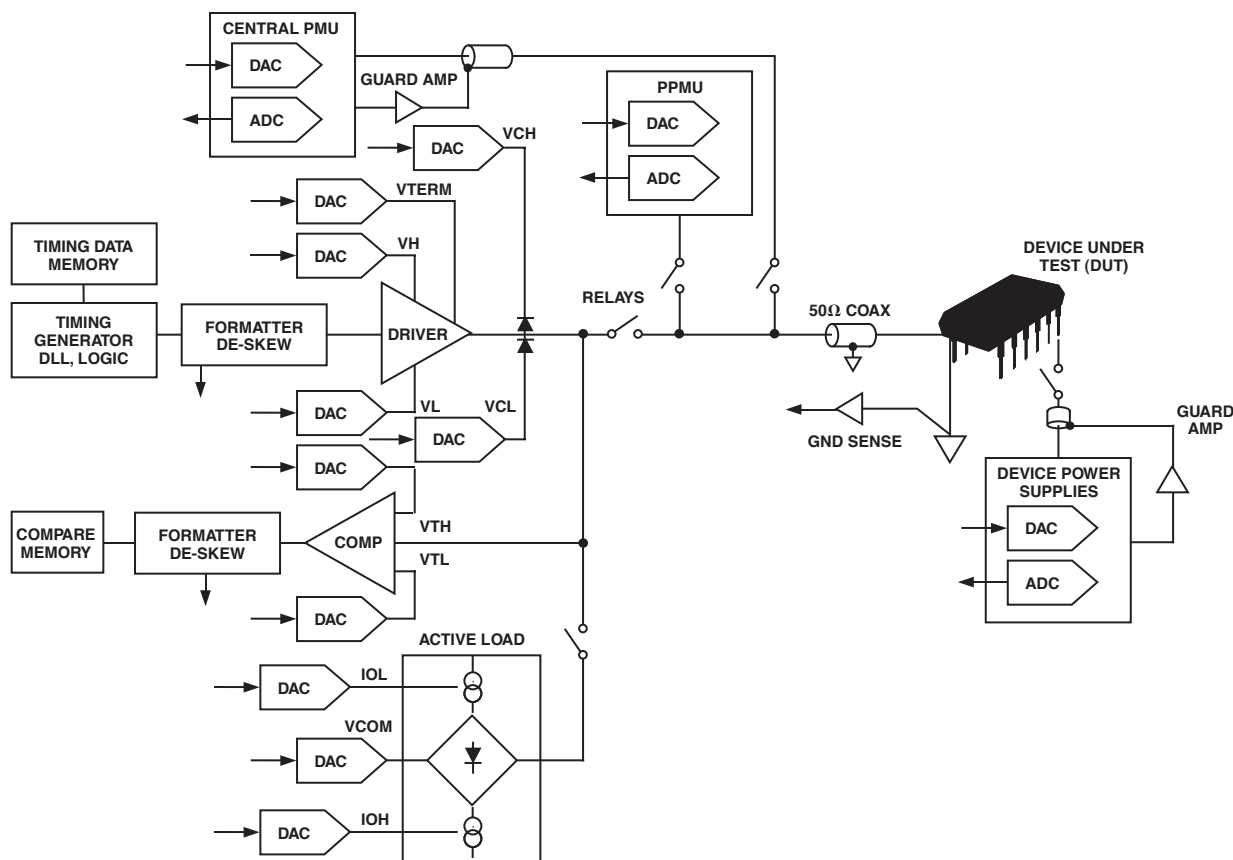 CENTRAL PMU
DAC
ADC
GUARD AMP
VCH
DAC
PPMU
DAC
ADC
DAC
VTERM
DAC
VH
TIMING DATA
MEMORY
TIMING
GENERATOR
DLL, LOGIC
FORMATTER
DE-SKEW
DRIVER
RELAYS
50Ω COAX
DEVICE UNDER
TEST (DUT)
DAC
VL
VCL
DAC
DAC
GND SENSE
GUARD
AMP
DEVICE POWER
SUPPLIES
DAC
ADC
COMPARE
MEMORY
FORMATTER
DE-SKEW
COMP
VTH
VTL
DAC
ACTIVE LOAD
DAC
IOL
VCOM
DAC
DAC
IOH